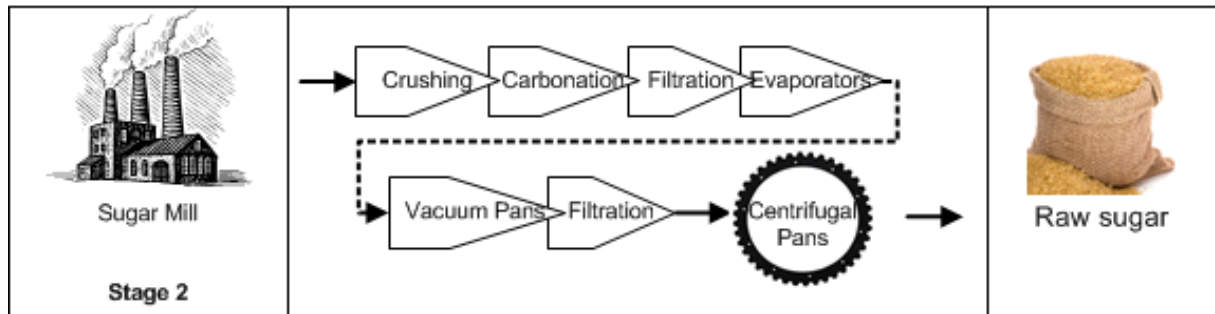 Sugar Mill
Stage 2
Crushing
Carbonation
Filtration
Evaporators
Vacuum Pans
Filtration
Centrifugal
Pans
Raw sugar